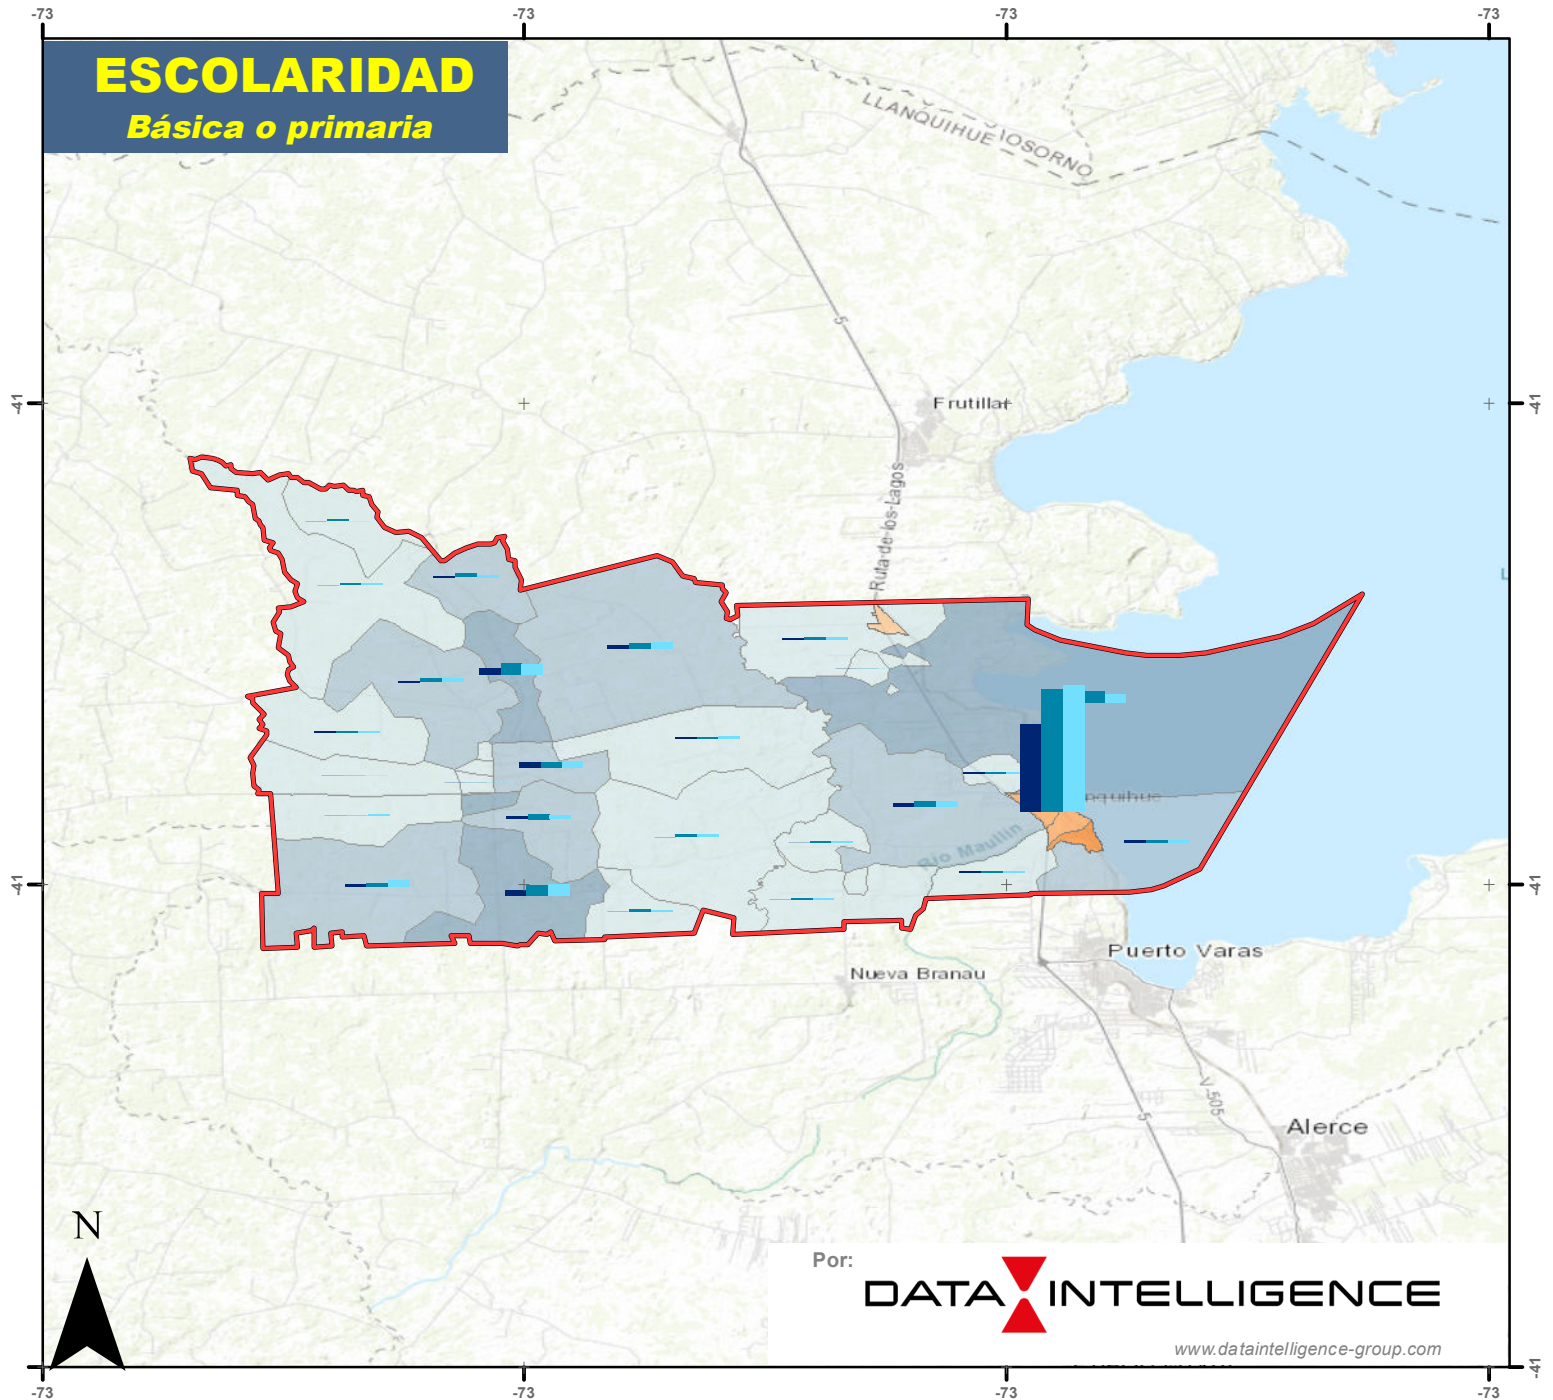 -73 -73 -73 -73
ESCOLARIDAD
Básica o primaria
LLANQUIHUE
OSORNO
5
-41 -41
Frutillar
Ruta-de-los-Lagos
nquihue
Río Maullín
-41 -41
Puerto Varas
Nueva Branau
V-505
5
Alerce
N
Por:
DATA INTELLIGENCE
www.dataintelligence-group.com
-41
-73 -73 -73 -73